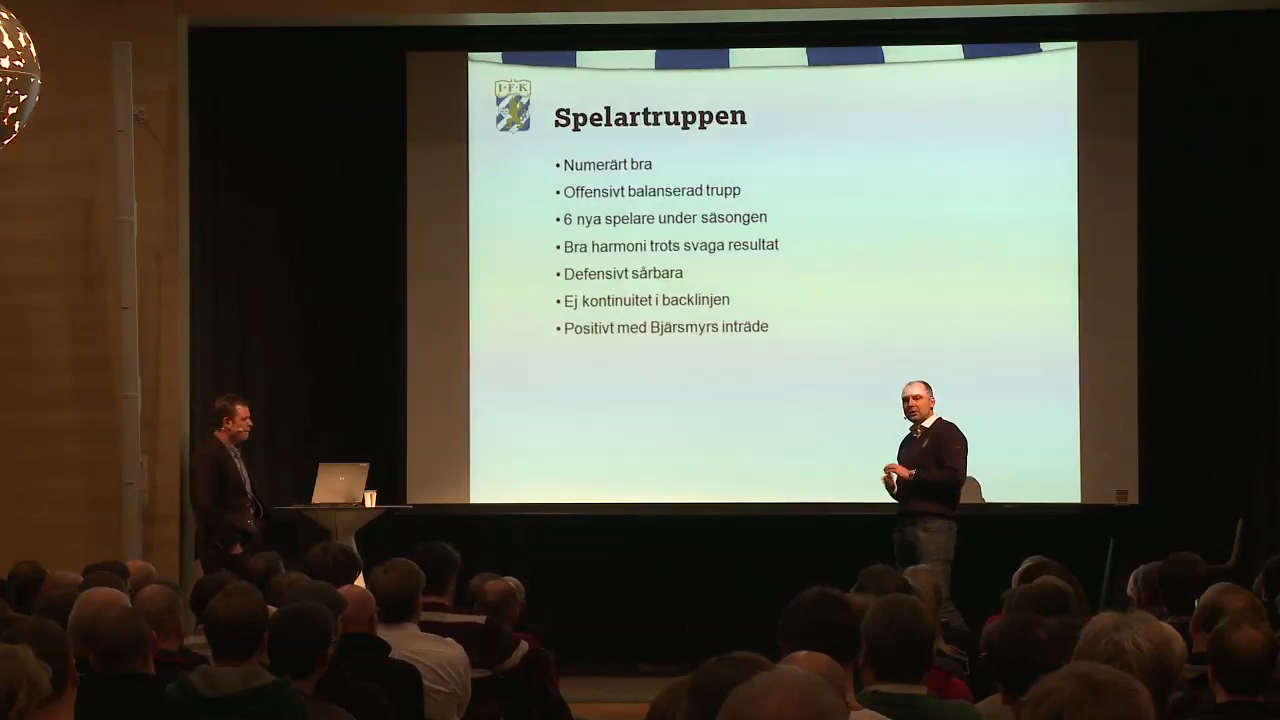 I·F·K
Spelartruppen
• Numerärt bra
• Offensivt balanserad trupp
• 6 nya spelare under säsongen
• Bra harmoni trots svaga resultat
• Defensivt sårbara
• Ej kontinuitet i backlinjen
• Positivt med Bjärsmyrs inträde